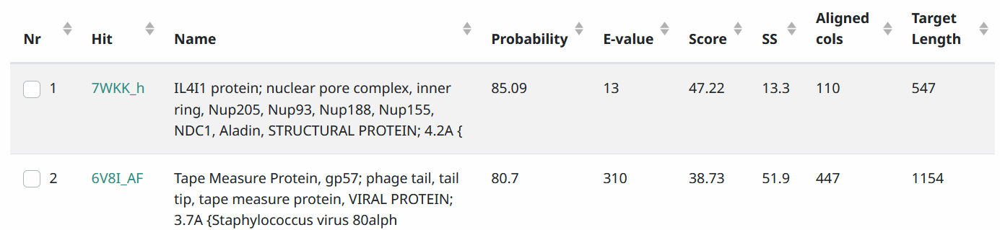 Nr Hit Name Probability E-value Score SS Aligned cols Target Length
1 7WKK_h IL4I1 protein; nuclear pore complex, inner 85.09 13 47.22 13.3 110 547
ring, Nup205, Nup93, Nup188, Nup155,
NDC1, Aladin, STRUCTURAL PROTEIN; 4.2A {
2 6V8I_AF Tape Measure Protein, gp57; phage tail, tail 80.7 310 38.73 51.9 447 1154
tip, tape measure protein, VIRAL PROTEIN;
3.7A {Staphylococcus virus 80alph